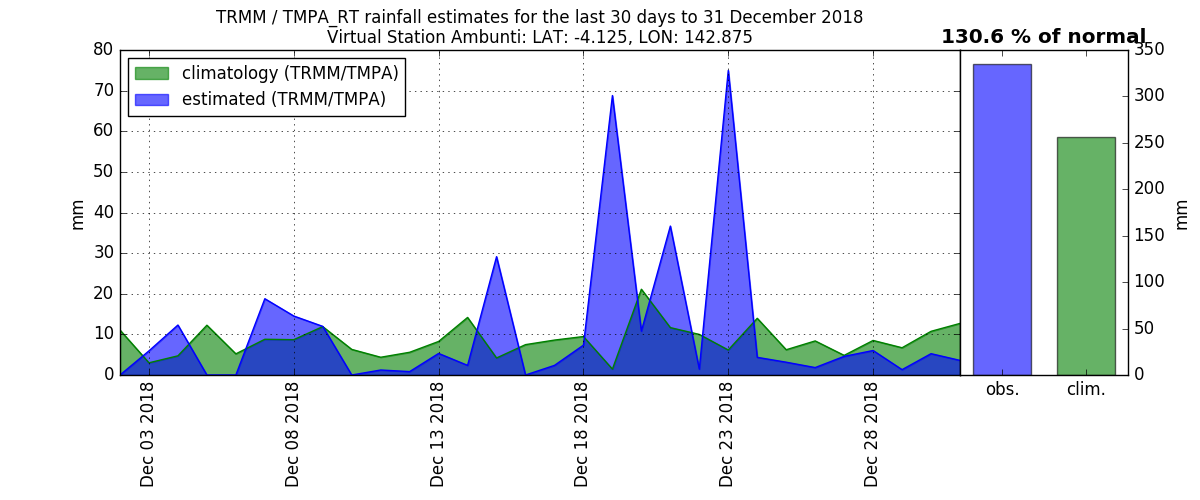 TRMM / TMPA_RT rainfall estimates for the last 30 days to 31 December 2018
Virtual Station Ambunti: LAT: -4.125, LON: 142.875
130.6 % of normal
climatology (TRMM/TMPA)
estimated (TRMM/TMPA)
80
70
60
50
40
30
20
10
0
mm
Dec 03 2018
Dec 08 2018
Dec 13 2018
Dec 18 2018
Dec 23 2018
Dec 28 2018
350
300
250
200
150
100
50
0
mm
obs.
clim.